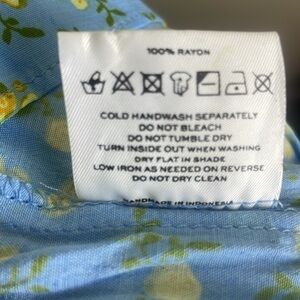 100% RAYON
COLD HANDWASH SEPARATELY
DO NOT BLEACH
DO NOT TUMBLE DRY
TURN INSIDE OUT WHEN WASHING
DRY FLAT IN SHADE
LOW IRON AS NEEDED ON REVERSE
DO NOT DRY CLEAN
HANDMADE IN INDONESIA